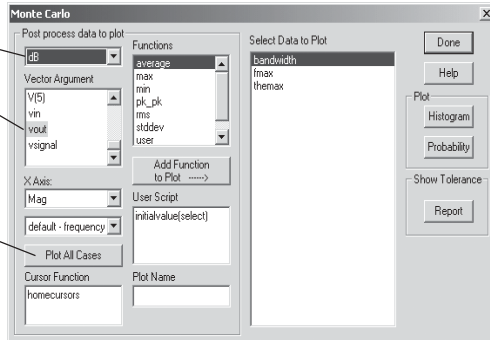 Monte Carlo
Post process data to plot
dB
Vector Argument
V(5)
vin
vout
vsignal
X Axis:
Mag
default - frequency
Plot All Cases
Cursor Function
homecursors
Functions
average
max
min
pk_pk
rms
stddev
user
Add Function
to Plot ----->
User Script
initialvalue(select)
Plot Name
Select Data to Plot
bandwidth
fmax
themax
Done
Help
Plot
Histogram
Probability
Show Tolerance
Report